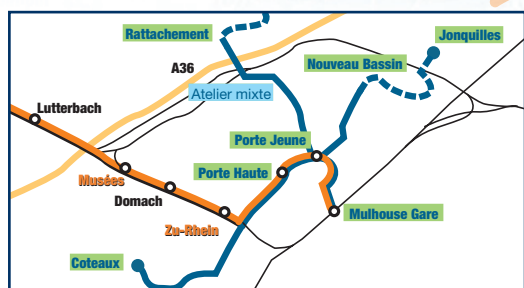 Rattachement
Jonquilles
Nouveau Bassin
A36
Atelier mixte
Lutterbach
Porte Jeune
Musées
Porte Haute
Domach
Zu-Rhein
Mulhouse Gare
Coteaux